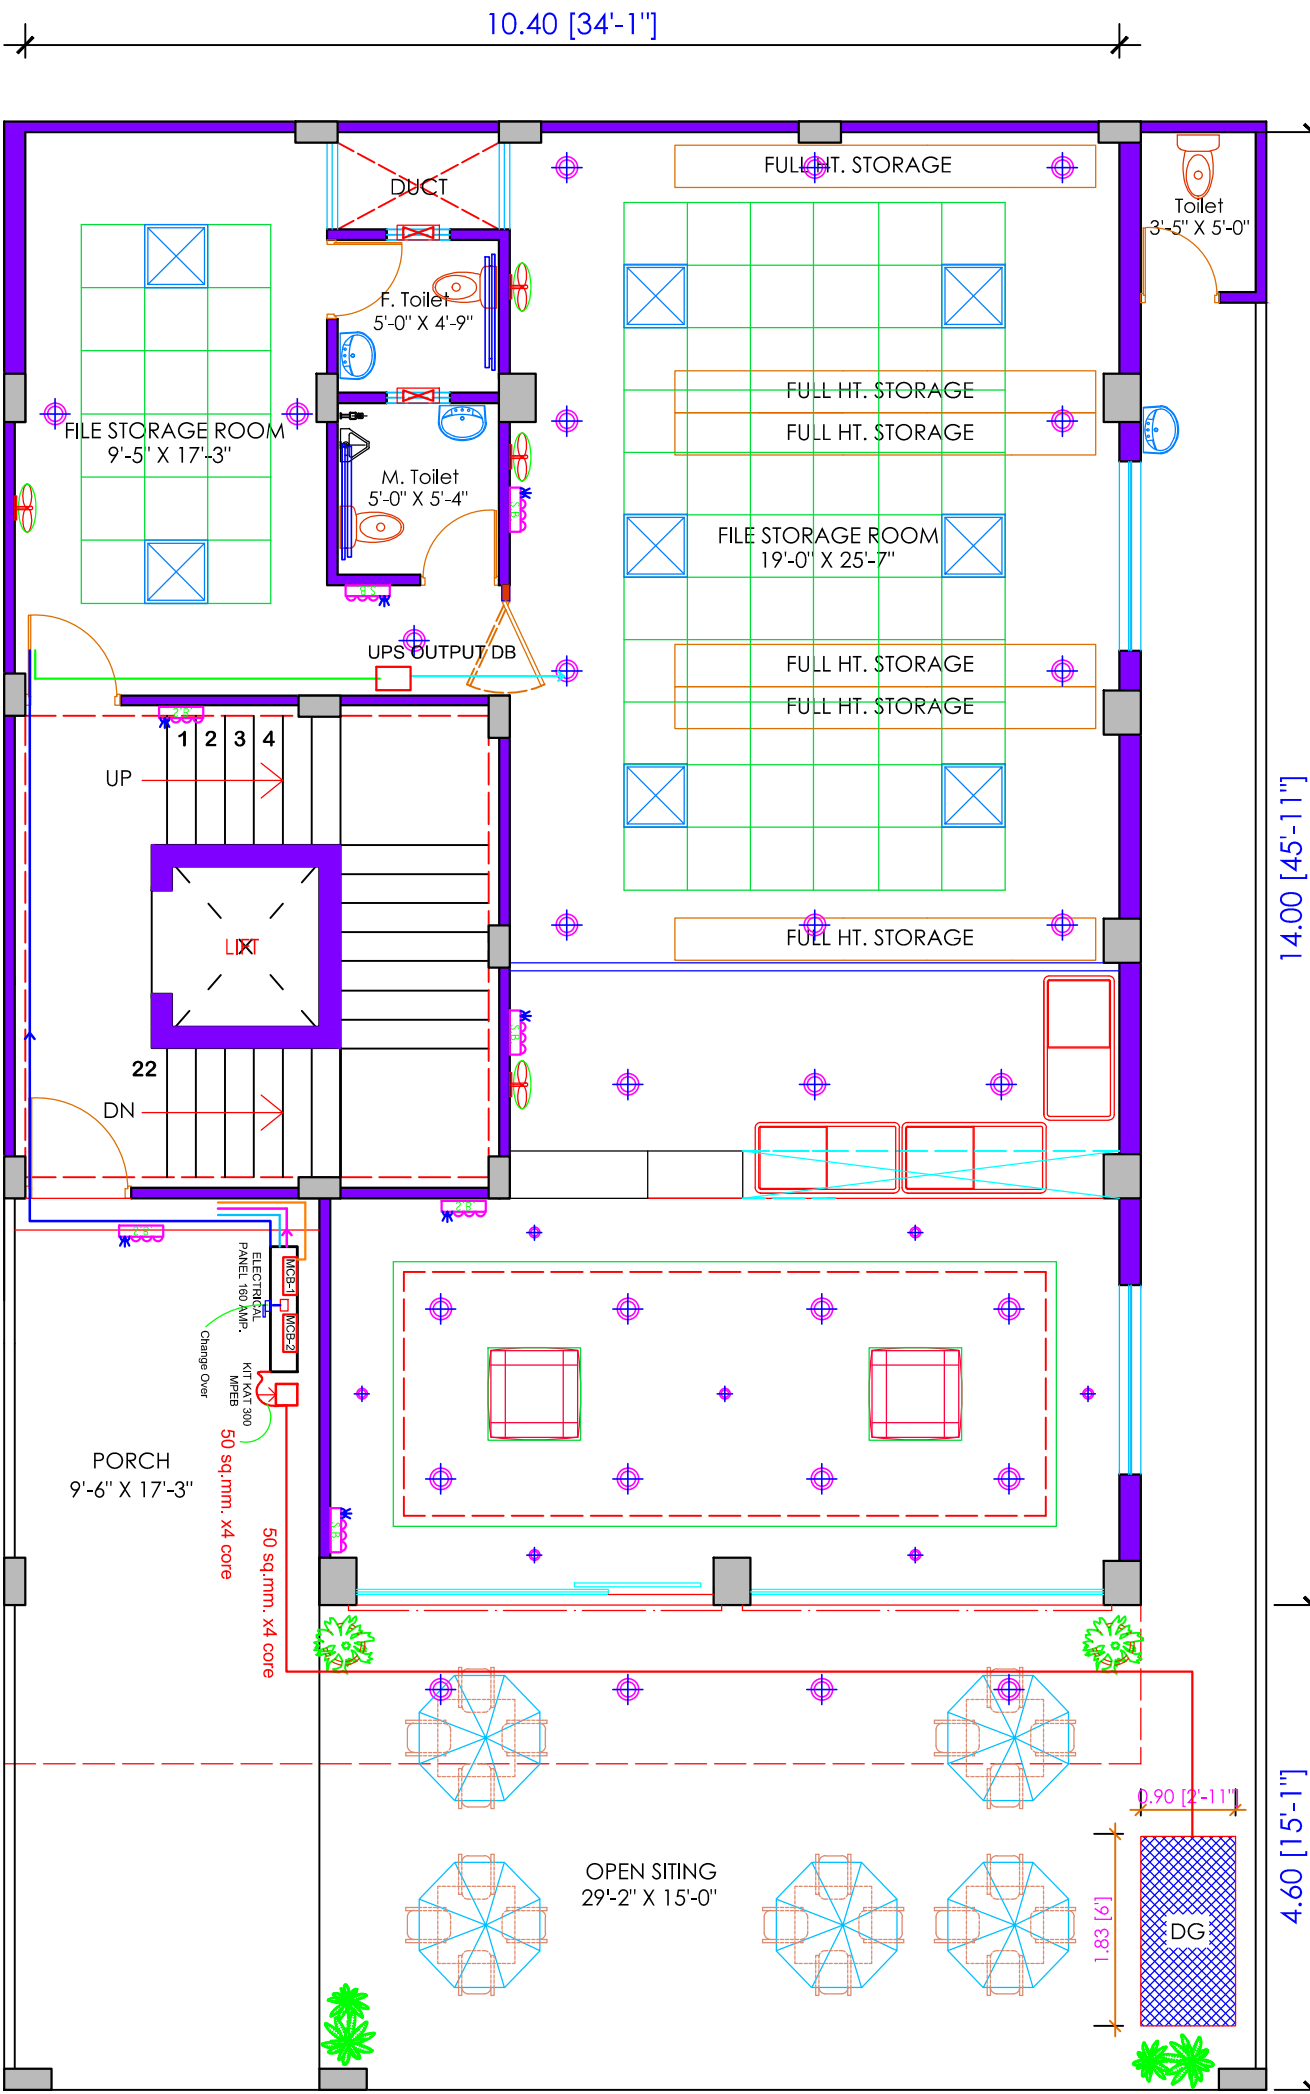 10.40 [34'-1"]
FULL HT. STORAGE
DUCT
Toilet
3'-5" X 5'-0"
F. Toilet
5'-0" X 4'-9"
FULL HT. STORAGE
FULL HT. STORAGE
FILE STORAGE ROOM
9'-5" X 17'-3"
M. Toilet
5'-0" X 5'-4"
S.B.
FILE STORAGE ROOM
19'-0" X 25'-7"
S.B.
UPS OUTPUT DB
FULL HT. STORAGE
FULL HT. STORAGE
S.B.
1 2 3 4
UP
14.00 [45'-11"]
LIFT
FULL HT. STORAGE
S.B.
22
DN
S.B.
S.B.
ELECTRICAL
PANEL 160 AMP.
MCB-1
MCB-2
Change Over
KIT KAT 300
MPEB
PORCH
9'-6" X 17'-3"
50 sq.mm. x4 core
50 sq.mm. x4 core
S.B.
0.90 [2'-11"]
4.60 [15'-1"]
OPEN SITING
29'-2" X 15'-0"
1.83 [6']
DG